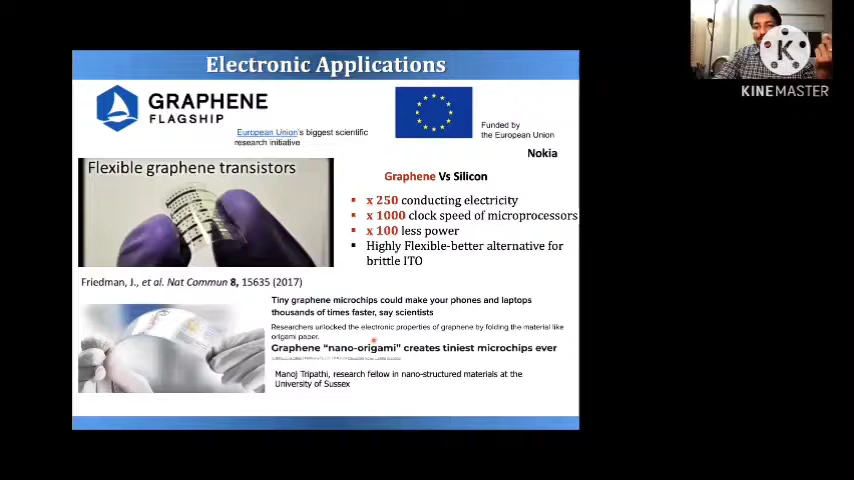 Electronic Applications
GRAPHENE
FLAGSHIP
European Union's biggest scientific
research initiative
Funded by
the European Union
Nokia
Flexible graphene transistors
Graphene Vs Silicon
x 250 conducting electricity
x 1000 clock speed of microprocessors
x 100 less power
Highly Flexible-better alternative for
brittle ITO
Friedman, J., et al. Nat Commun 8, 15635 (2017)
Tiny graphene microchips could make your phones and laptops
thousands of times faster, say scientists
Researchers unlocked the electronic properties of graphene by folding the material like
origami paper.
Graphene "nano-origami" creates tiniest microchips ever
Manoj Tripathi, research fellow in nano-structured materials at the
University of Sussex
K
KINEMASTER